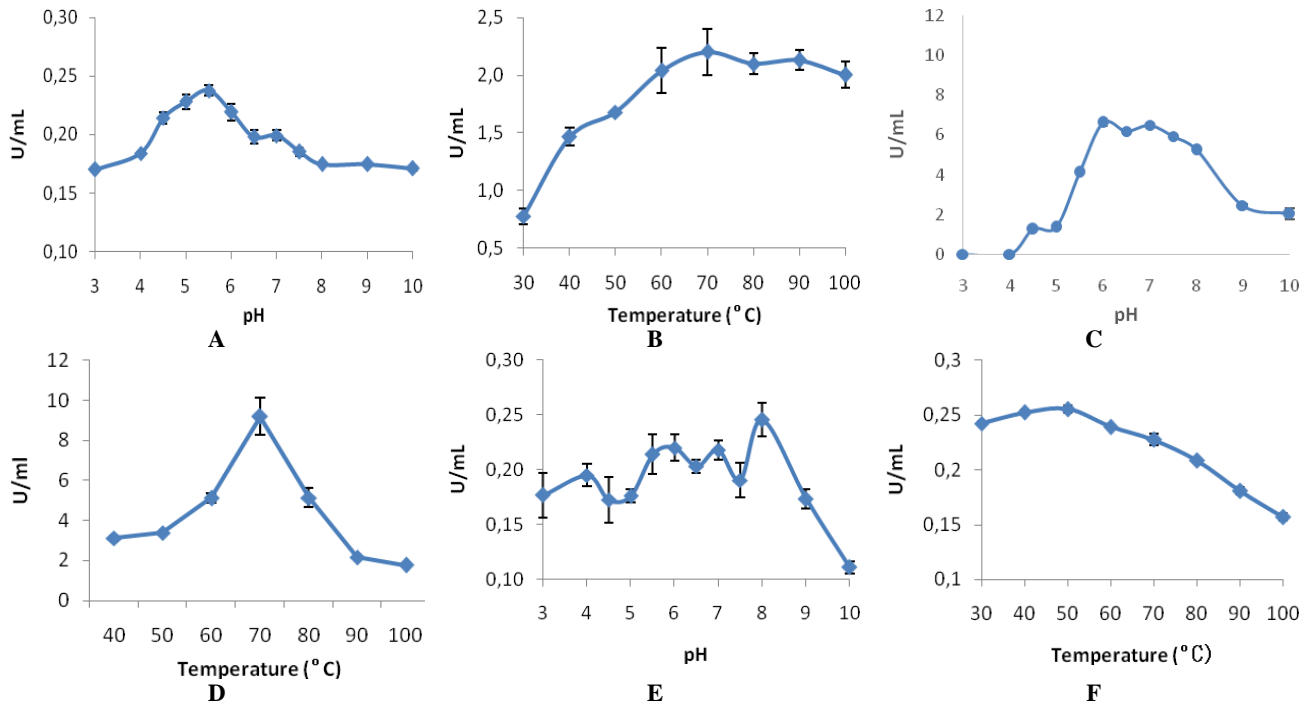 0,30
0,25
0,20
0,15
0,10
U/mL
3 4 5 6 7 8 9 10
pH
A
2,5
2,0
1,5
1,0
0,5
U/mL
30 40 50 60 70 80 90 100
Temperature (°C)
B
12
10
8
6
4
2
0
U/mL
3 4 5 6 7 8 9 10
pH
C
12
10
8
6
4
2
0
U/ml
40 50 60 70 80 90 100
Temperature (°C)
D
0,30
0,25
0,20
0,15
0,10
U/mL
3 4 5 6 7 8 9 10
pH
E
0,3
0,25
0,2
0,15
0,1
U/mL
30 40 50 60 70 80 90 100
Temperature (°C)
F